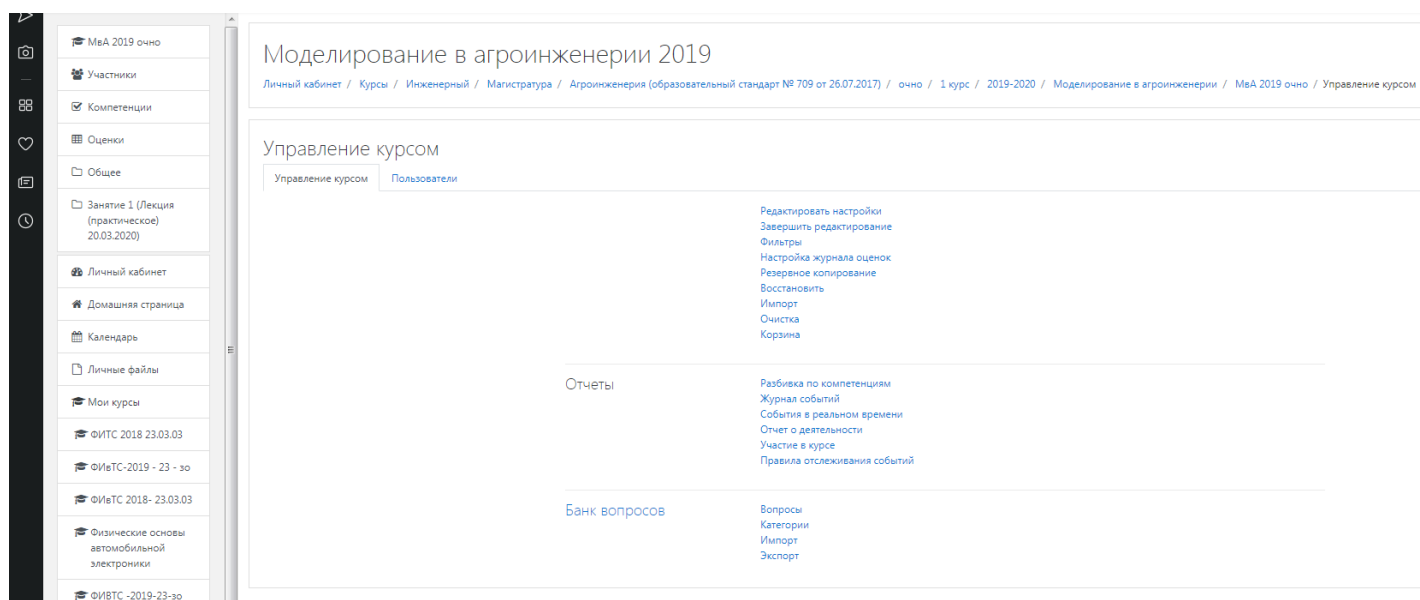 МвА 2019 очно
Участники
Компетенции
Оценки
Общее
Занятие 1 (Лекция
(практическое)
20.03.2020)
Личный кабинет
Домашняя страница
Календарь
Личные файлы
Мои курсы
ФИТС 2018 23.03.03
ФИвТС-2019 - 23 - зо
ФИвТС 2018- 23.03.03
Физические основы
автомобильной
электроники
ФИВТС -2019-23-зо
Моделирование в агроинженерии 2019
Личный кабинет / Курсы / Инженерный / Магистратура / Агроинженерия (образовательный стандарт № 709 от 26.07.2017) / очно / 1 курс / 2019-2020 / Моделирование в агроинженерии / МвА 2019 очно / Управление курсом
Управление курсом
Управление курсом Пользователи
Редактировать настройки
Завершить редактирование
Фильтры
Настройка журнала оценок
Резервное копирование
Восстановить
Импорт
Очистка
Корзина
Отчеты
Разбивка по компетенциям
Журнал событий
События в реальном времени
Отчет о деятельности
Участие в курсе
Правила отслеживания событий
Банк вопросов
Вопросы
Категории
Импорт
Экспорт